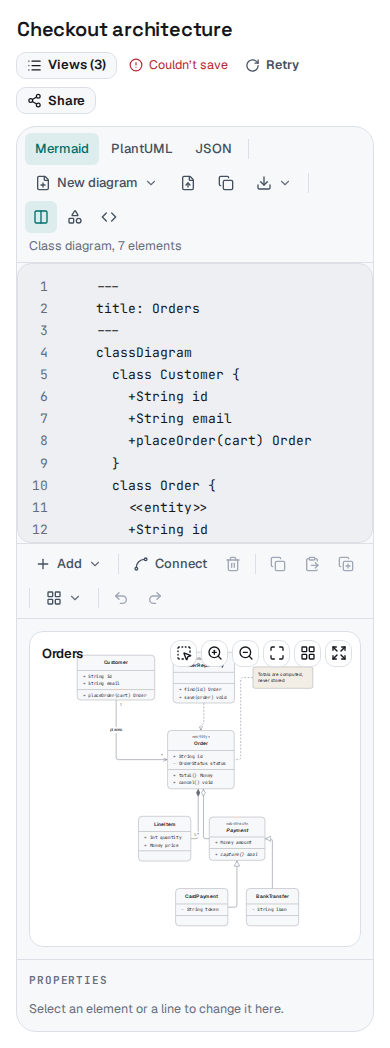 Checkout architecture
Views (3)
Couldn't save
Retry
Share
Mermaid
PlantUML
JSON
New diagram
Class diagram, 7 elements
1 ---
2 title: Orders
3 ---
4 classDiagram
5 class Customer {
6 +String id
7 +String email
8 +placeOrder(cart) Order
9 }
10 class Order {
11 <<entity>>
12 +String id
Add
Connect
Orders
Customer
+ String id
+ String email
+ placeOrder(cart) Order
+ find(id) Order
+ save(order) void
Totals are computed,
never stored
places
Order
+ String id
- OrderStatus status
+ total() Money
+ cancel() void
LineItem
+ int quantity
+ Money price
Payment
+ Money amount
+ capture() bool
CardPayment
- String token
BankTransfer
- String iban
PROPERTIES
Select an element or a line to change it here.